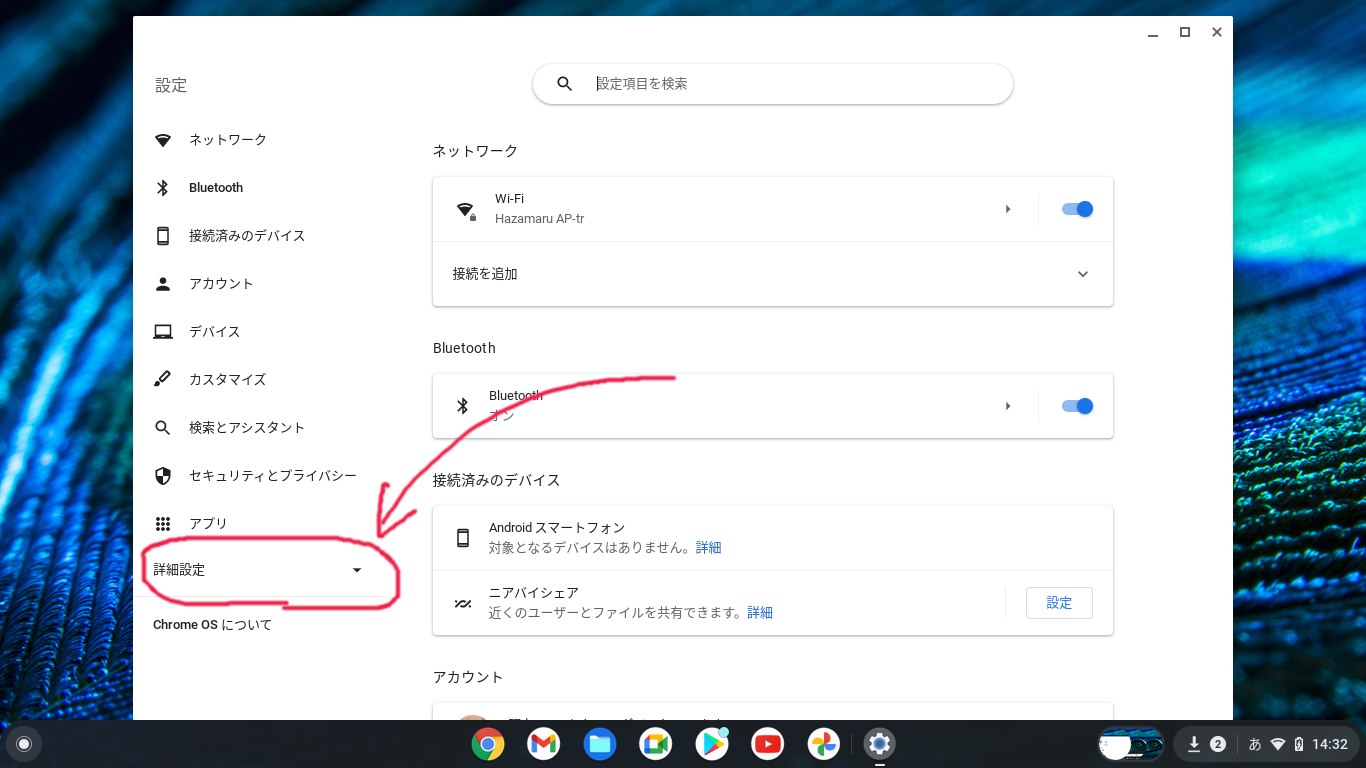 設定
設定項目を検索
ネットワーク
Bluetooth
接続済みのデバイス
アカウント
デバイス
カスタマイズ
検索とアシスタント
セキュリティとプライバシー
アプリ
詳細設定
Chrome OS について
ネットワーク
Wi-Fi
Hazamaru AP-tr
接続を追加
Bluetooth
Bluetooth
オン
接続済みのデバイス
Android スマートフォン
対象となるデバイスはありません。詳細
ニアバイシェア
近くのユーザーとファイルを共有できます。詳細
設定
アカウント
2
あ
14:32